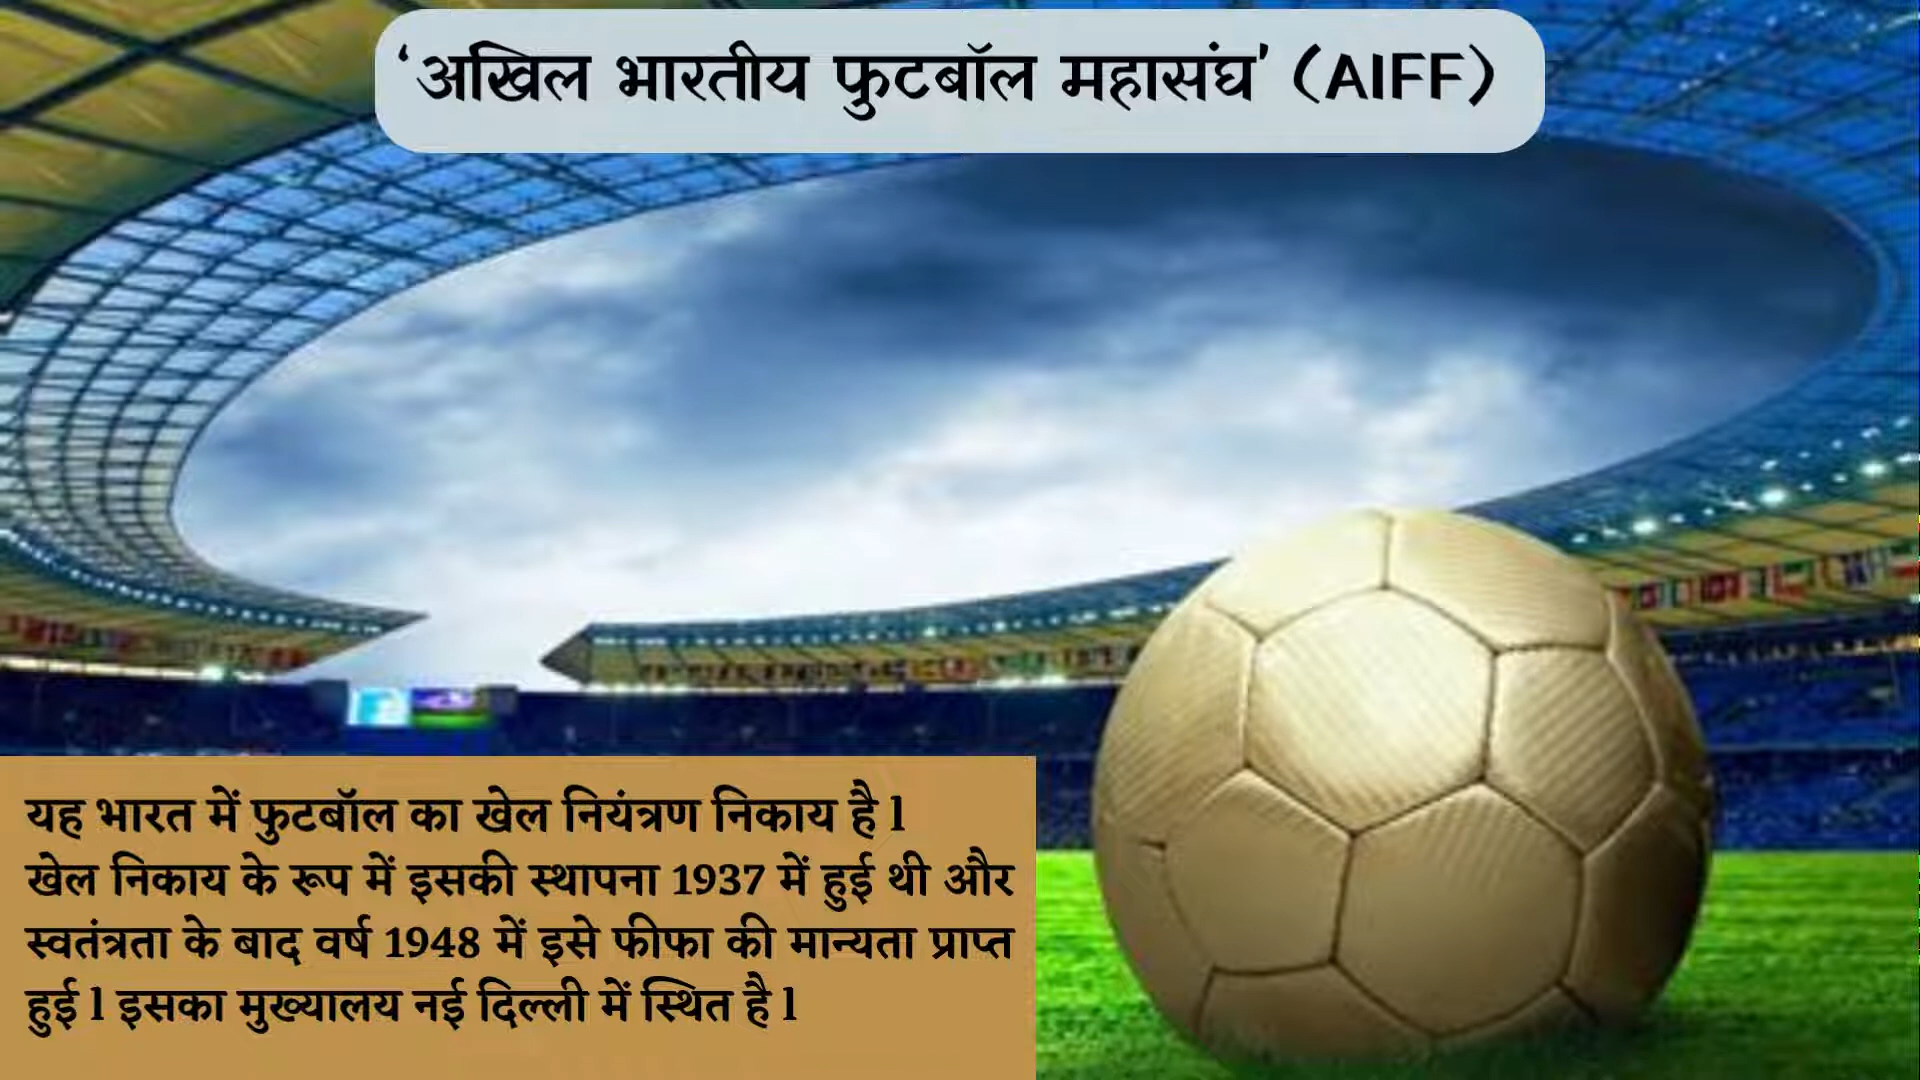 ‘अखिल भारतीय फुटबॉल महासंघ' (AIFF)
यह भारत में फुटबॉल का खेल नियंत्रण निकाय है l
खेल निकाय के रूप में इसकी स्थापना 1937 में हुई थी और
स्वतंत्रता के बाद वर्ष 1948 में इसे फीफा की मान्यता प्राप्त
हुई l इसका मुख्यालय नई दिल्ली में स्थित है l